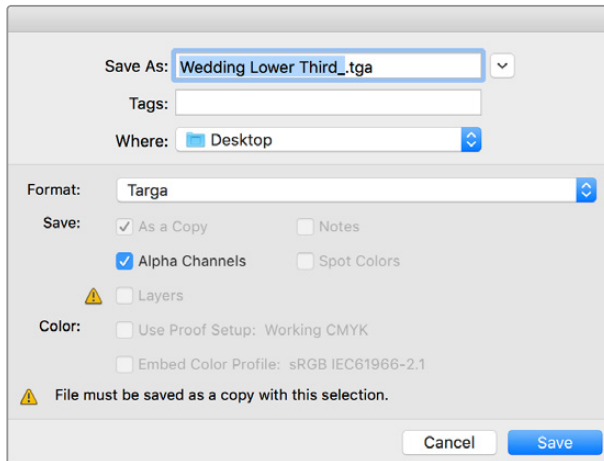 Save As: Wedding Lower Third_.tga
Tags:
Where: Desktop
Format: Targa
Save: As a Copy Notes
Alpha Channels Spot Colors
Layers
Color: Use Proof Setup: Working CMYK
Embed Color Profile: sRGB IEC61966-2.1
File must be saved as a copy with this selection.
Cancel Save